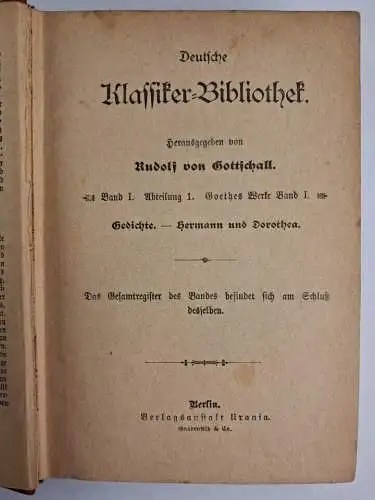 Deutsche
Klassiker-Bibliothek.
Herausgegeben von
Rudolf von Gottschall.
Band I. Abteilung 1. Goethes Werke Band I.
Gedichte. — Hermann und Dorothea.
Das Gesamtregister des Bandes befindet sich am Schluß
desselben.
Berlin.
Verlagsanstalt Urania.